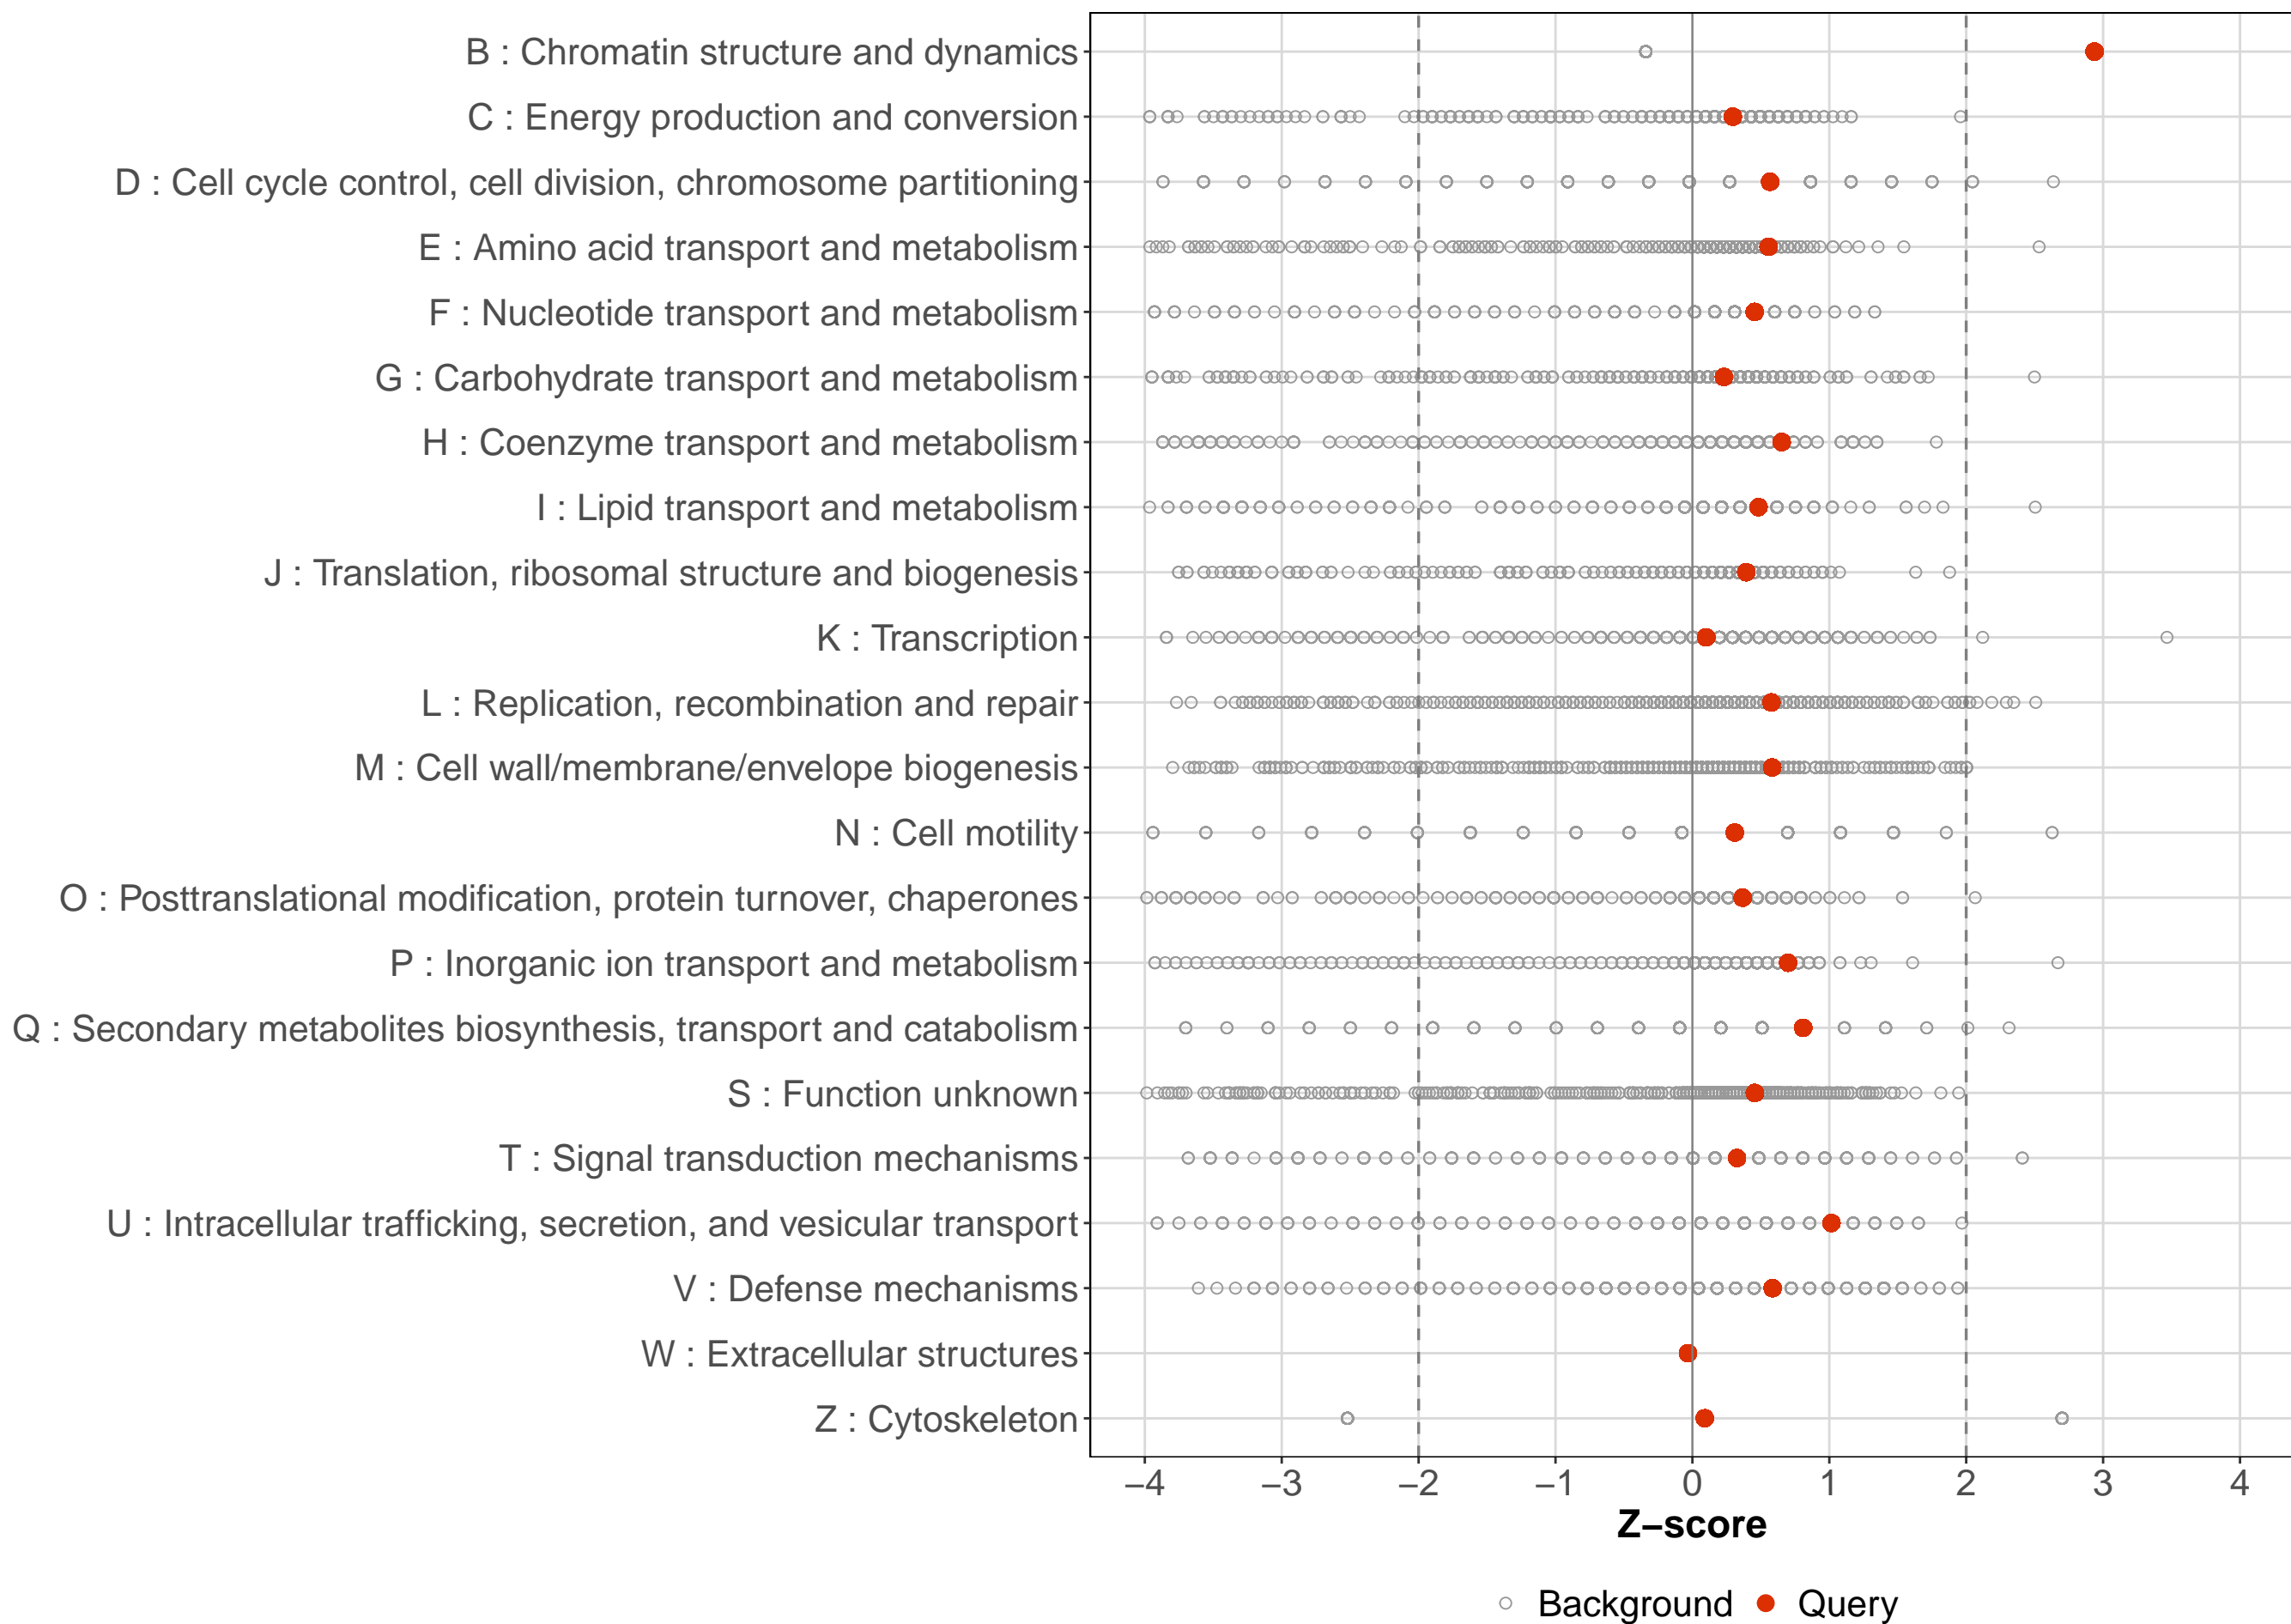 B : Chromatin structure and dynamics
C : Energy production and conversion
D : Cell cycle control, cell division, chromosome partitioning
E : Amino acid transport and metabolism
F : Nucleotide transport and metabolism
G : Carbohydrate transport and metabolism
H : Coenzyme transport and metabolism
I : Lipid transport and metabolism
J : Translation, ribosomal structure and biogenesis
K : Transcription
L : Replication, recombination and repair
M : Cell wall/membrane/envelope biogenesis
N : Cell motility
O : Posttranslational modification, protein turnover, chaperones
P : Inorganic ion transport and metabolism
Q : Secondary metabolites biosynthesis, transport and catabolism
S : Function unknown
T : Signal transduction mechanisms
U : Intracellular trafficking, secretion, and vesicular transport
V : Defense mechanisms
W : Extracellular structures
Z : Cytoskeleton
−4 −3 −2 −1 0 1 2 3 4
Z−score
Background Query